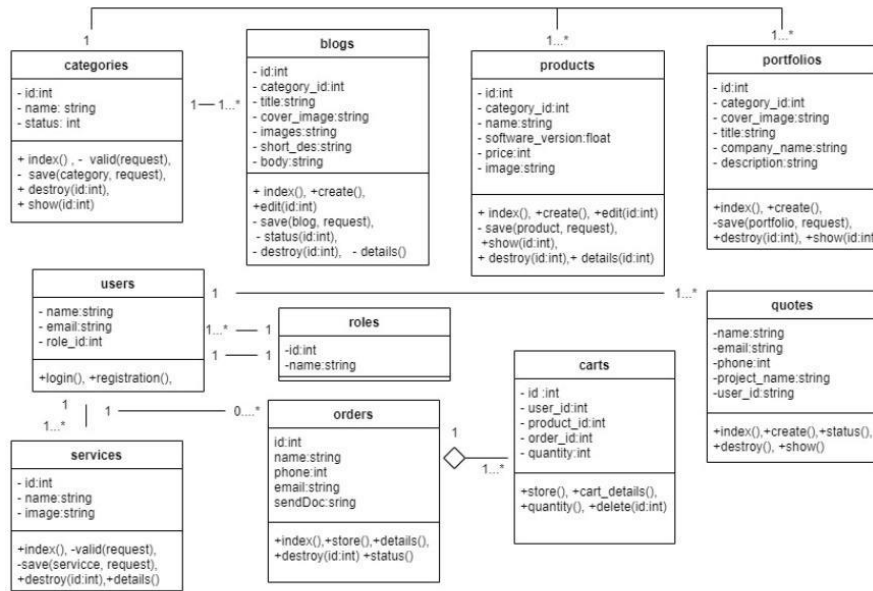 1
1...*
1...*
categories
- id:int
- name: string
- status: int
+ index() , - valid(request),
- save(category, request),
+ destroy(id:int),
+ show(id:int)
1
1...*
blogs
- id:int
- category_id:int
- title:string
- cover_image:string
- images:string
- short_des:string
- body:string
+ index(), +create(),
+edit(id:int)
- save(blog, request),
- status(id:int),
- destroy(id:int), - details()
products
- id:int
- category_id:int
- name:string
- software_version:float
- price:int
- image:string
+ index(), +create(), +edit(id:int)
- save(product, request),
+show(id:int),
+ destroy(id:int),+ details(id:int)
portfolios
- id:int
- category_id:int
- cover_image:string
- title:string
- company_name:string
- description:string
+index(), +create(),
-save(portfolio, request),
+destroy(id:int), +show(id:int
users
- name:string
- email:string
- role_id:int
+login(), +registration(),
1
1...*
1...*
1
1
1
roles
-id:int
-name:string
quotes
-name:string
-email:string
-phone:int
-project_name:string
-user_id:string
+index(),+create(),+status(),
+destroy(), +show()
1
1...*
1
0....*
services
- id:int
- name:string
- image:string
+index(), -valid(request),
-save(servicce, request),
+destroy(id:int),+details()
orders
id:int
name:string
phone:int
email:string
sendDoc:sring
+index(),+store(),+details(),
+destroy(id:int) +status()
1
1...*
carts
- id :int
- user_id:int
- product_id:int
- order_id:int
- quantity:int
+store(), +cart_details(),
+quantity(), +delete(id:int)